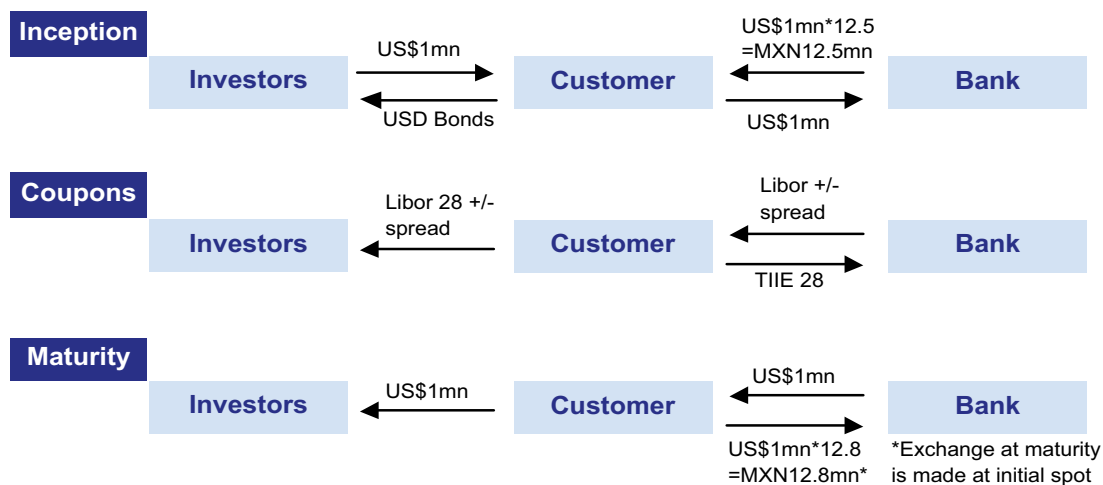 Inception
US$1mn
US$1mn*12.5
=MXN12.5mn
Investors
Customer
Bank
USD Bonds
US$1mn
Coupons
Libor 28 +/-
spread
Libor +/-
spread
Investors
Customer
Bank
TIIE 28
Maturity
US$1mn
US$1mn
Investors
Customer
Bank
US$1mn*12.8
=MXN12.8mn*
*Exchange at maturity
is made at initial spot